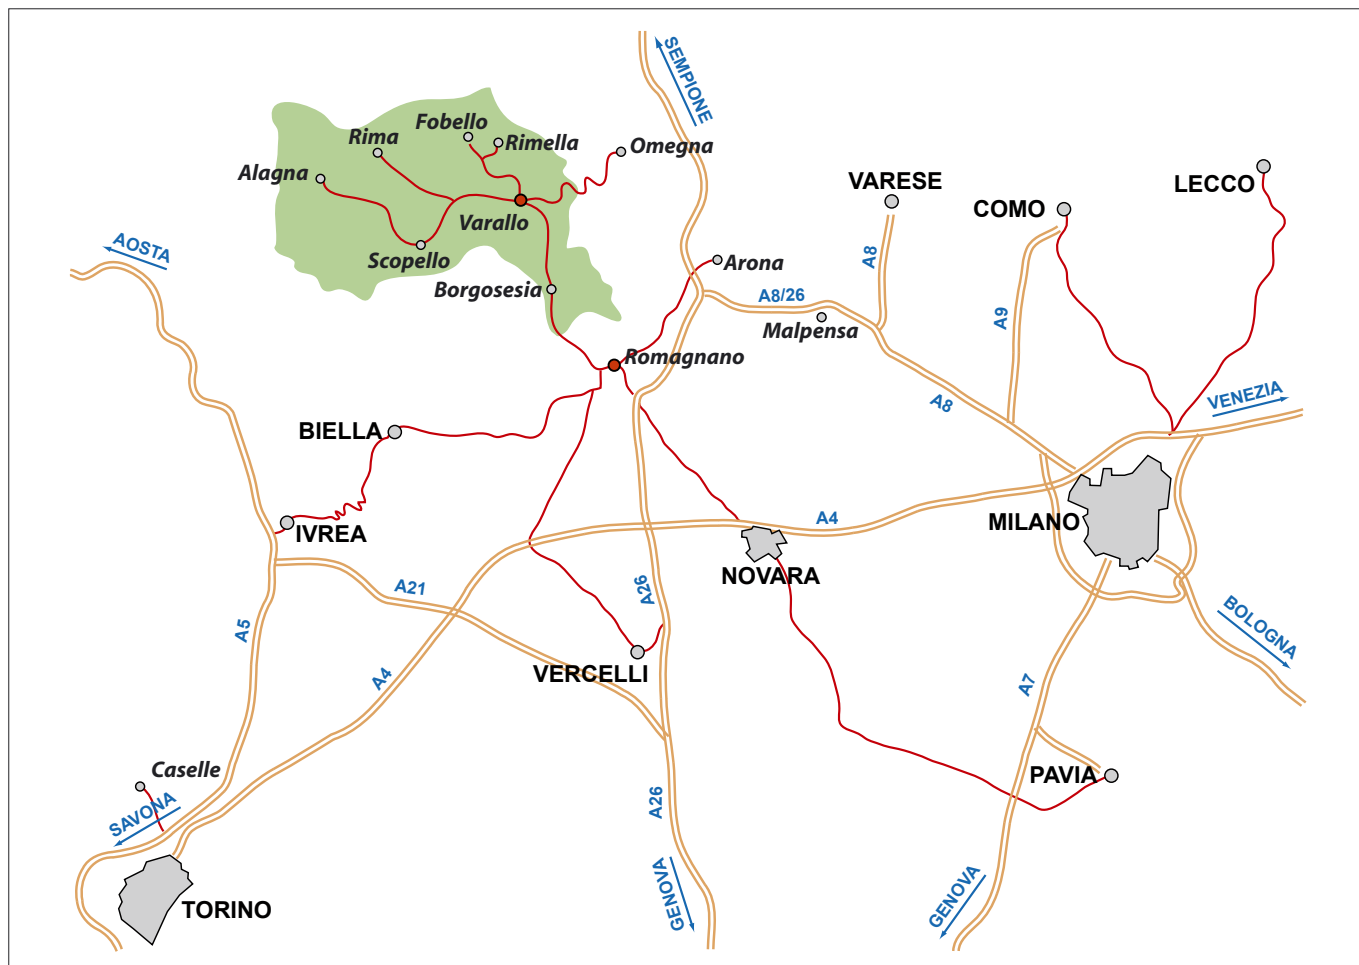 SEMPIONE
Fobello
Rima
Rimella
Omegna
Alagna
VARESE
LECCO
COMO
Varallo
AOSTA
Scopello
A8
Arona
Borgosesia
A8/26
A9
Malpensa
Romagnano
VENEZIA
A8
BIELLA
A4
MILANO
IVREA
NOVARA
A21
A26
A5
BOLOGNA
VERCELLI
A4
A7
Caselle
PAVIA
SAVONA
A26
GENOVA
GENOVA
TORINO